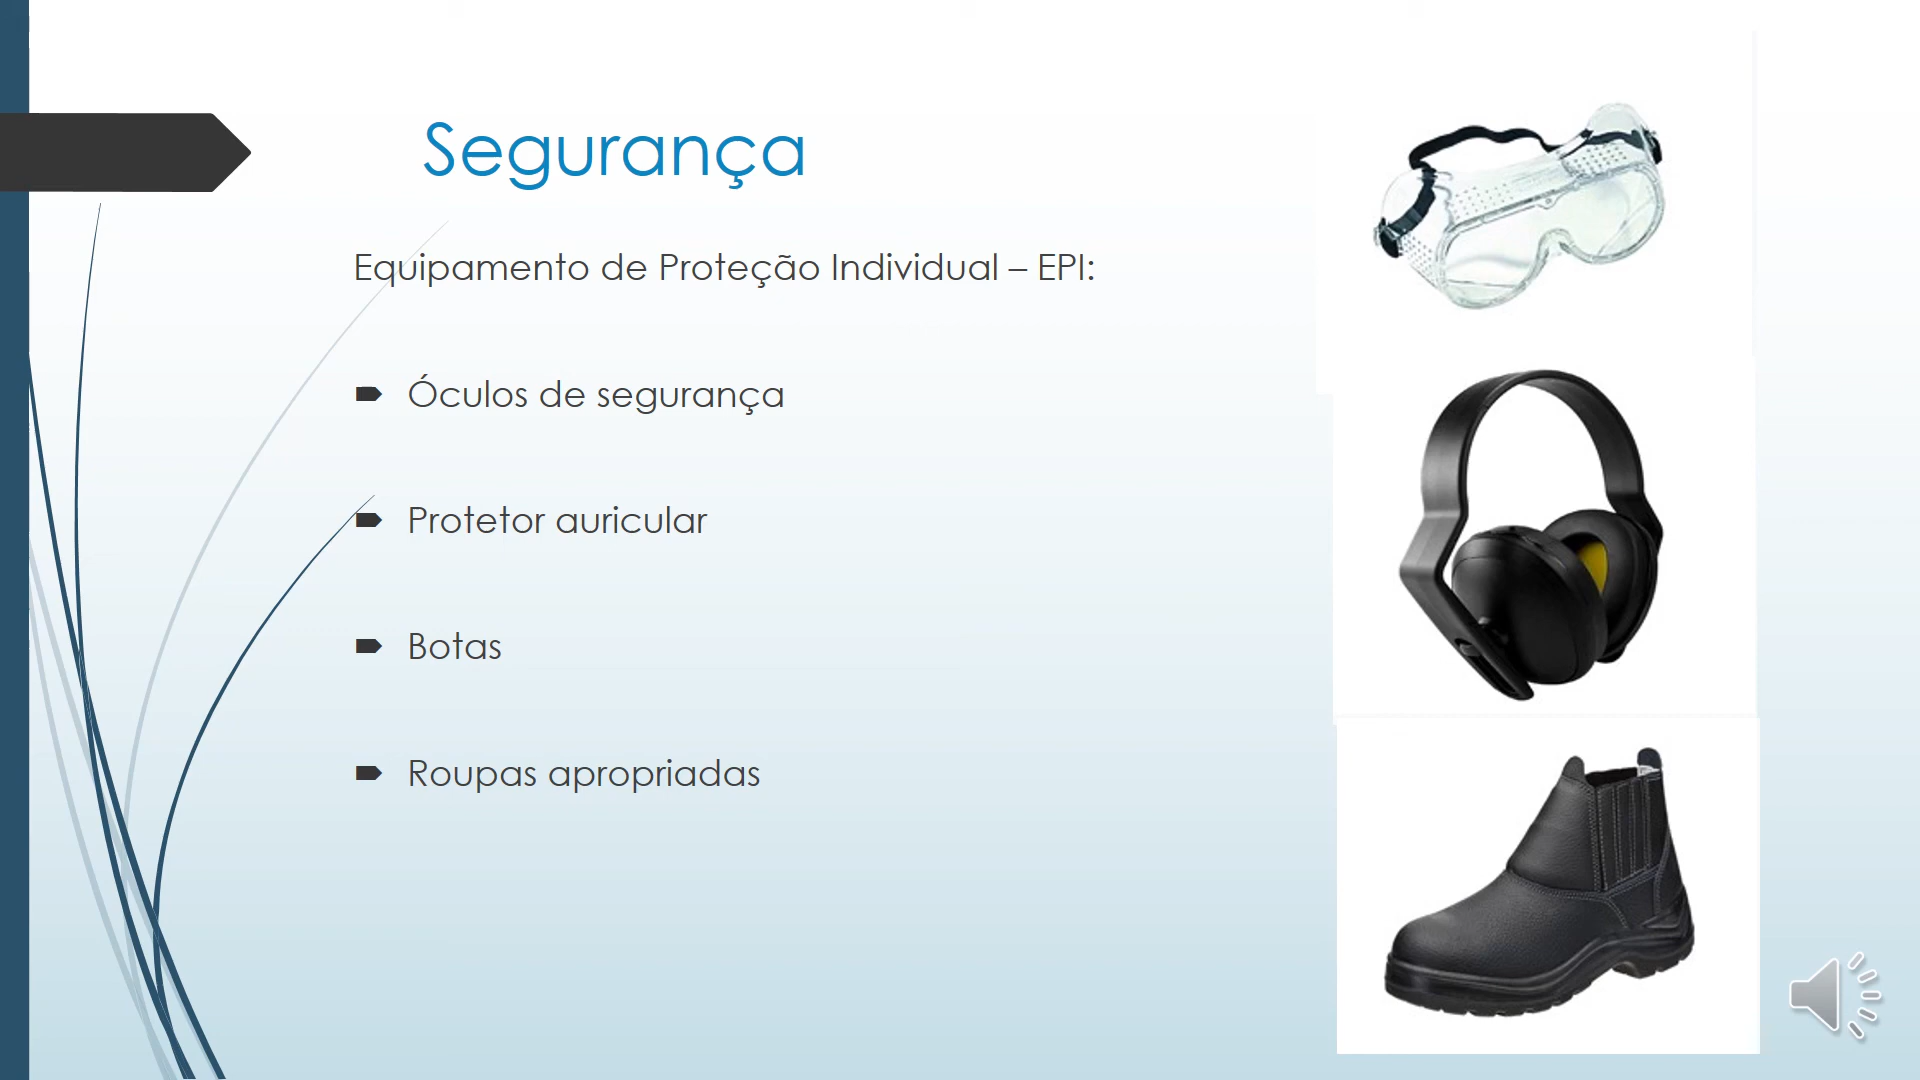 Segurança
Equipamento de Proteção Individual – EPI:
Óculos de segurança
Protetor auricular
Botas
Roupas apropriadas